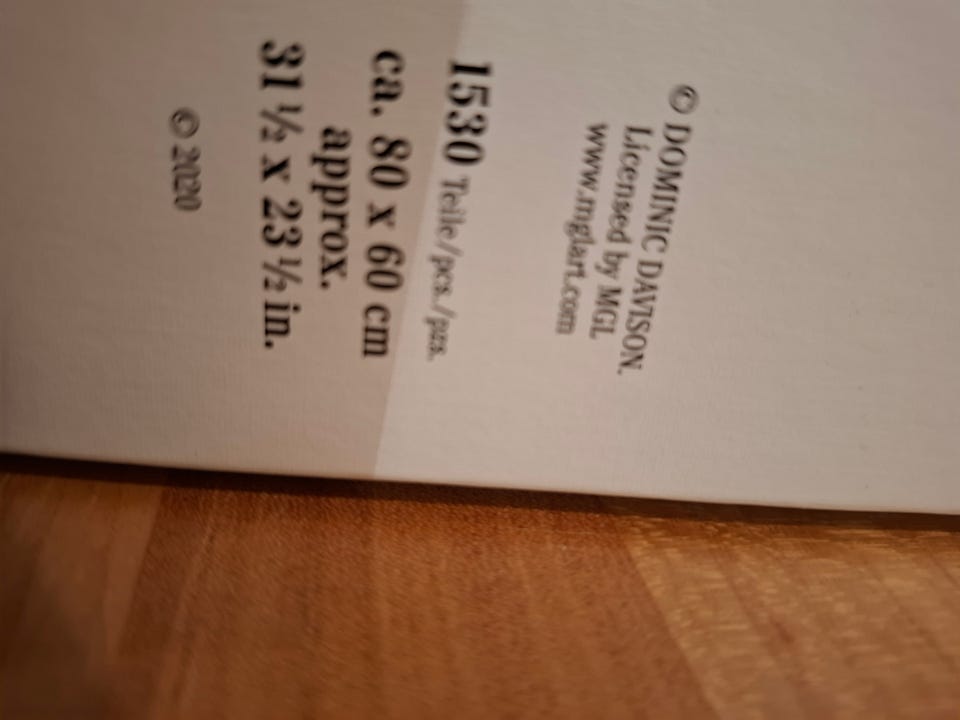 © DOMINIC DAVISON.
Licensed by MGL
www.mglart.com
1530 Teile/pcs./pzs.
ca. 80 x 60 cm
approx.
31 ½ x 23 ½ in.
© 2020